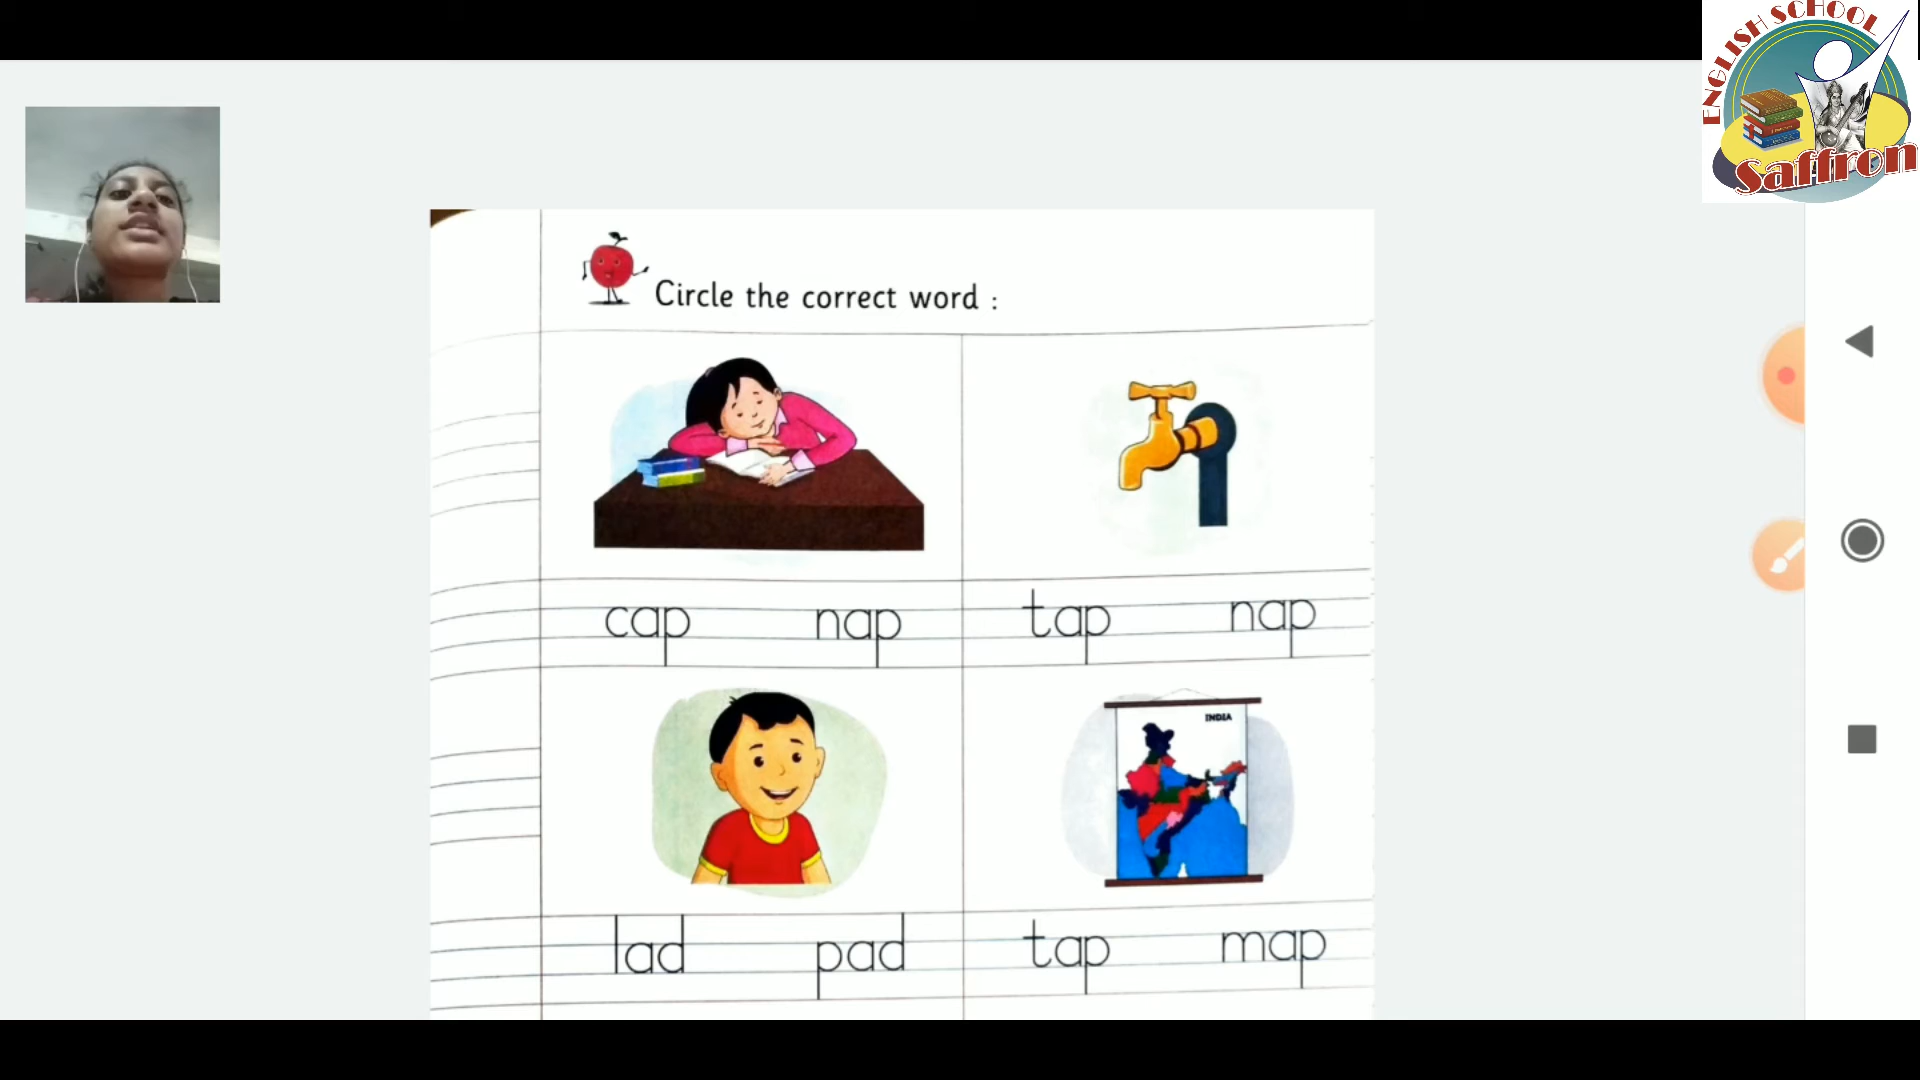 ENGLISH SCHOOL
Saffron
Circle the correct word :
cap nap tap nap
INDIA
lad pad tap map